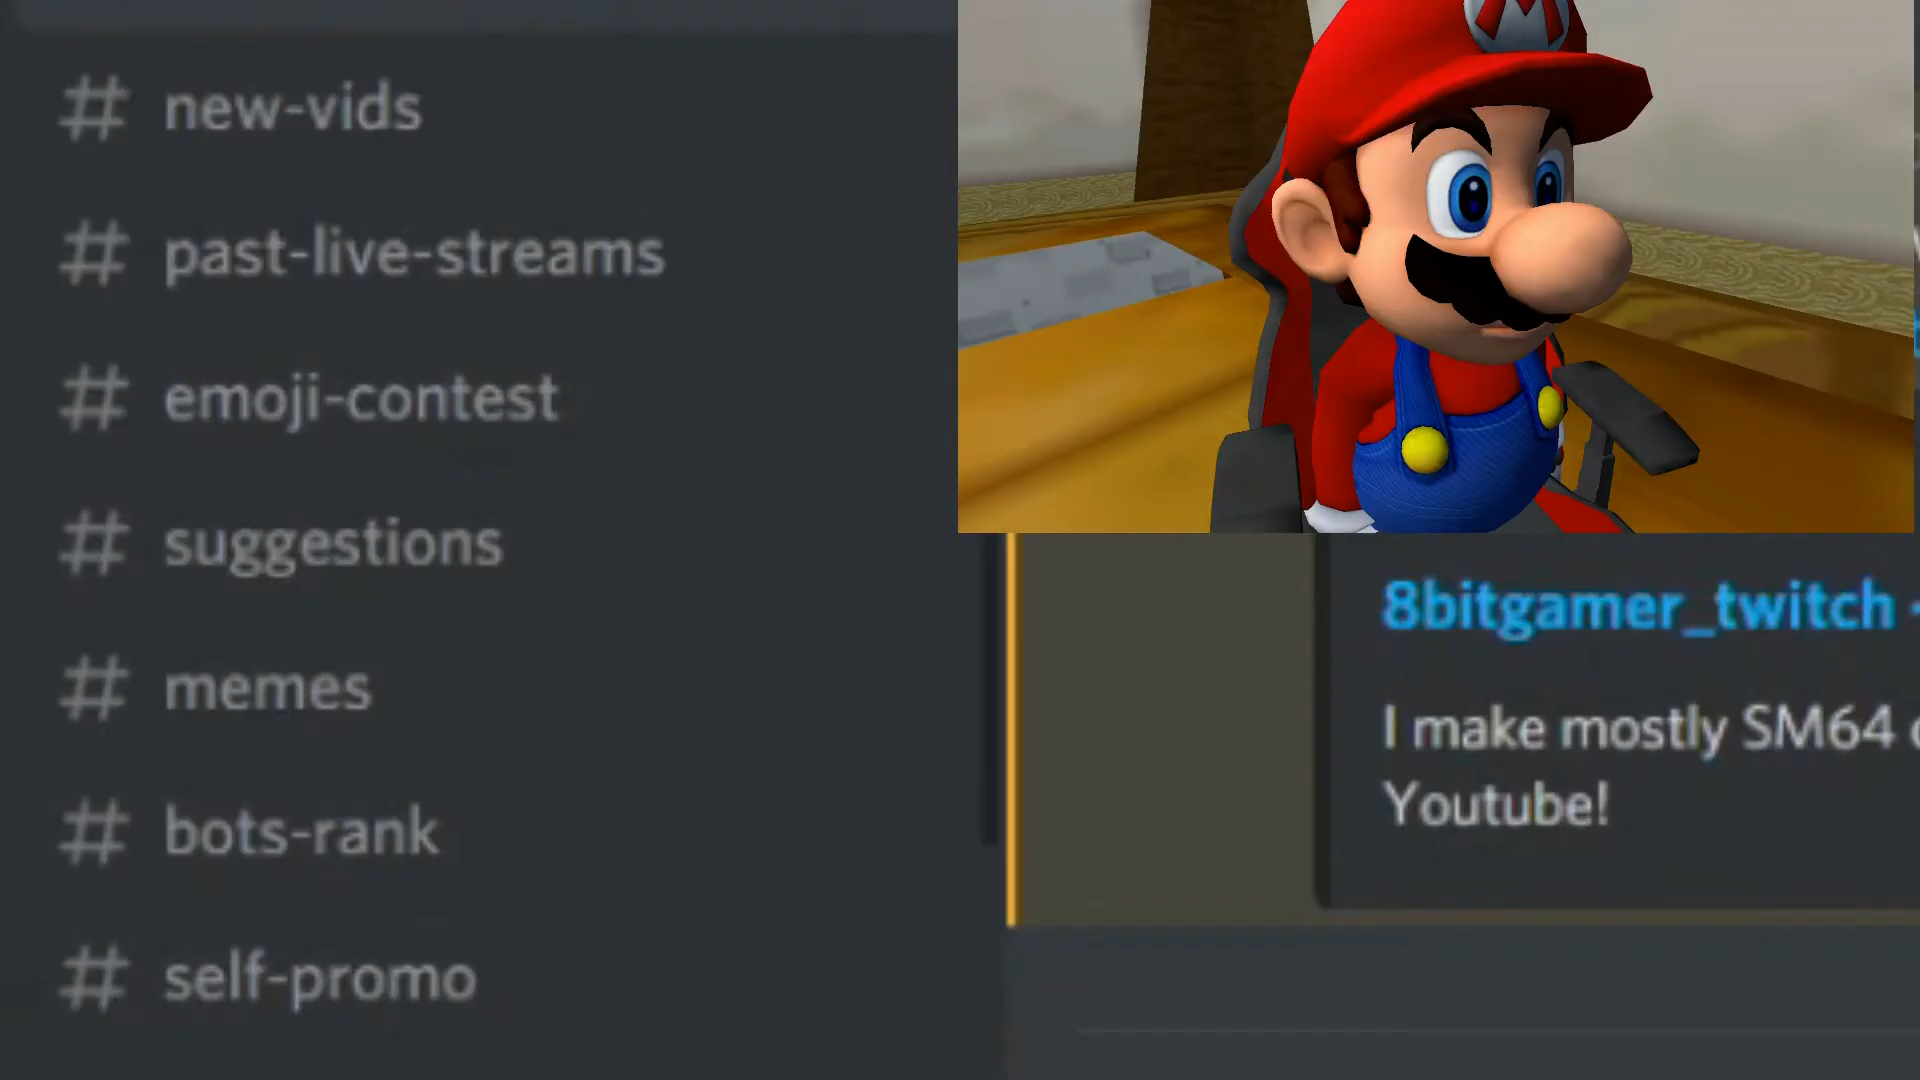 # new-vids
# past-live-streams
# emoji-contest
# suggestions
# memes
# bots-rank
# self-promo
M
8bitgamer_twitch -
I make mostly SM64
Youtube!